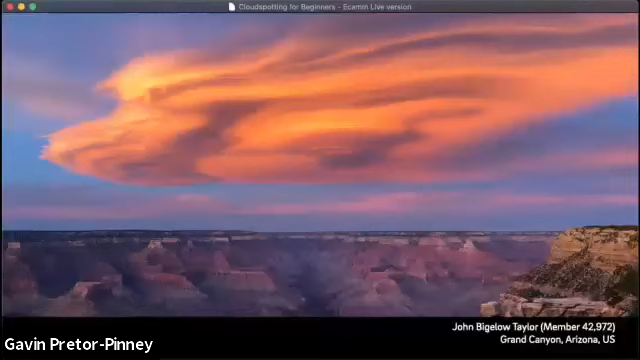 Cloudspotting for Beginners - Ecamm Live version
John Bigelow Taylor (Member 42,972)
Grand Canyon, Arizona, US
Gavin Pretor-Pinney